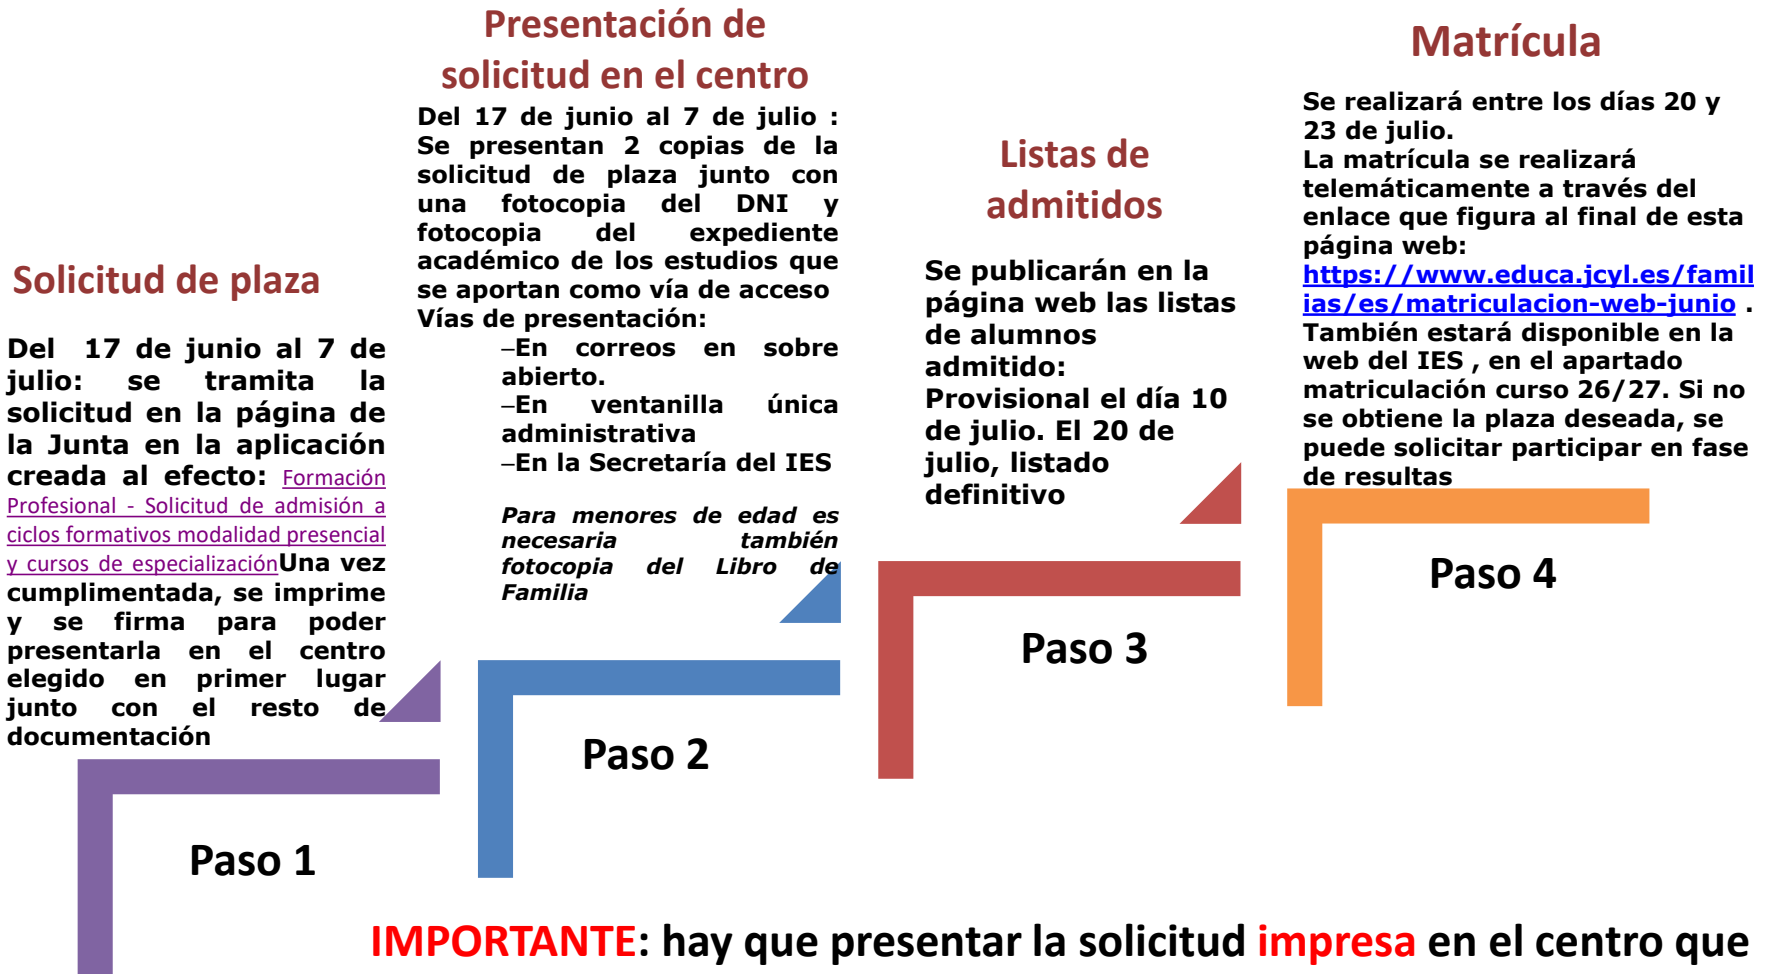 Solicitud de plaza
Del 17 de junio al 7 de
julio: se tramita la
solicitud en la página de
la Junta en la aplicación
creada al efecto: Formación
Profesional - Solicitud de admisión a
ciclos formativos modalidad presencial
y cursos de especializaciónUna vez
cumplimentada, se imprime
y se firma para poder
presentarla en el centro
elegido en primer lugar
junto con el resto de
documentación
Paso 1
Presentación de
solicitud en el centro
Del 17 de junio al 7 de julio :
Se presentan 2 copias de la
solicitud de plaza junto con
una fotocopia del DNI y
fotocopia del expediente
académico de los estudios que
se aportan como vía de acceso
Vías de presentación:
–En correos en sobre
abierto.
–En ventanilla única
administrativa
–En la Secretaría del IES
Para menores de edad es
necesaria también
fotocopia del Libro de
Familia
Paso 2
Listas de
admitidos
Se publicarán en la
página web las listas
de alumnos
admitido:
Provisional el día 10
de julio. El 20 de
julio, listado
definitivo
Paso 3
Matrícula
Se realizará entre los días 20 y
23 de julio.
La matrícula se realizará
telemáticamente a través del
enlace que figura al final de esta
página web:
https://www.educa.jcyl.es/famil
ias/es/matriculacion-web-junio .
También estará disponible en la
web del IES , en el apartado
matriculación curso 26/27. Si no
se obtiene la plaza deseada, se
puede solicitar participar en fase
de resultas
Paso 4
IMPORTANTE: hay que presentar la solicitud impresa en el centro que